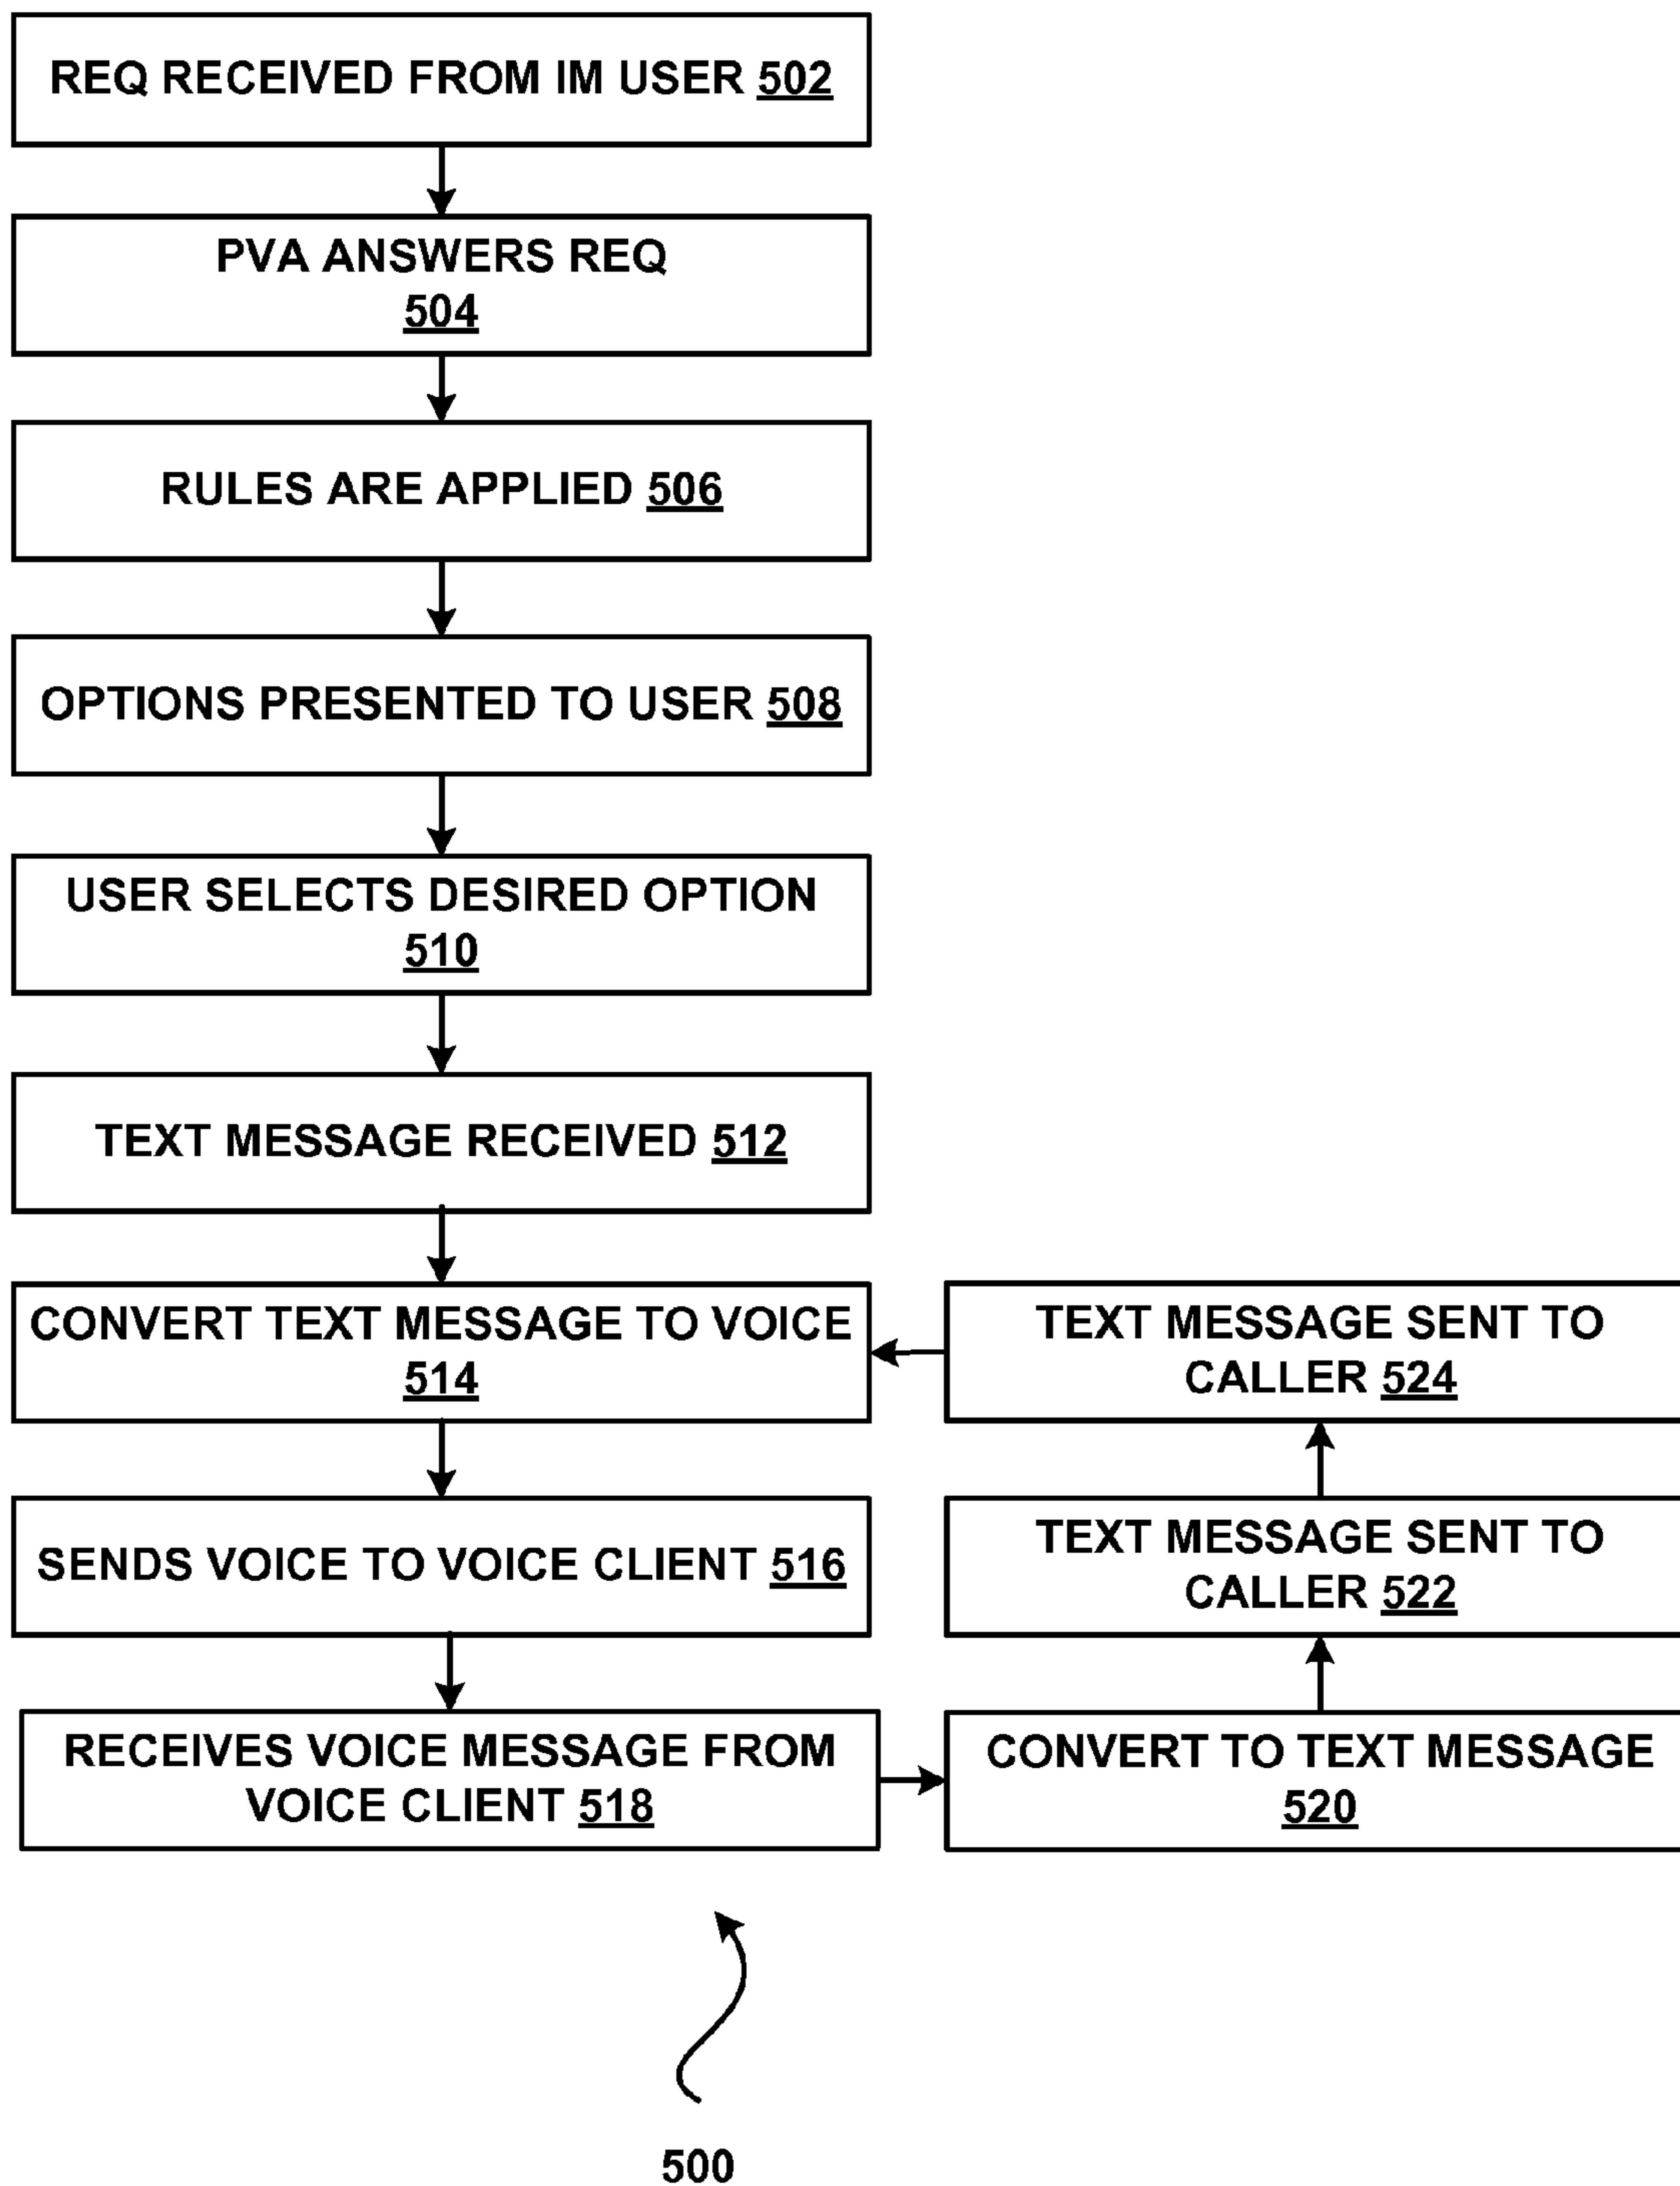 REQ RECEIVED FROM IM USER 502
PVA ANSWERS REQ
504
RULES ARE APPLIED 506
OPTIONS PRESENTED TO USER 508
USER SELECTS DESIRED OPTION
510
TEXT MESSAGE RECEIVED 512
CONVERT TEXT MESSAGE TO VOICE
514
SENDS VOICE TO VOICE CLIENT 516
RECEIVES VOICE MESSAGE FROM
VOICE CLIENT 518
CONVERT TO TEXT MESSAGE
520
TEXT MESSAGE SENT TO
CALLER 522
TEXT MESSAGE SENT TO
CALLER 524
500